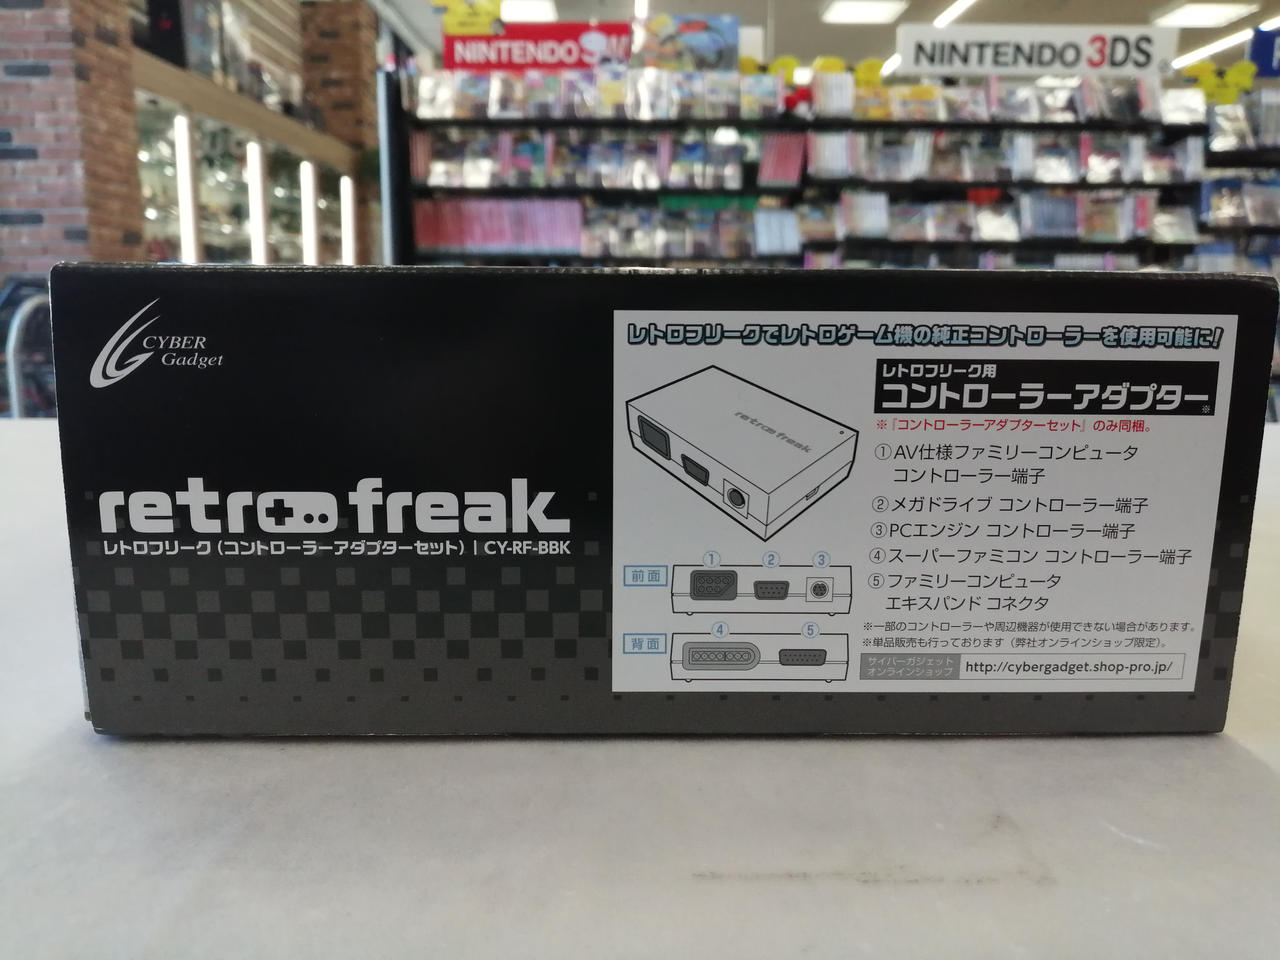 NINTENDO
NINTENDO 3DS
CYBER
Gadget
retro freak
レトロフリーク（コントローラーアダプターセット）| CY-RF-BBK
レトロフリークでレトロゲーム機の純正コントローラーを使用可能に!
retro freak
レトロフリーク用
コントローラーアダプター※
※『コントローラーアダプターセット』のみ同梱。
①AV仕様ファミリーコンピュータ
コントローラー端子
②メガドライブ コントローラー端子
③PCエンジン コントローラー端子
④スーパーファミコン コントローラー端子
⑤ファミリーコンピュータ
エキスパンド コネクタ
① ② ③
前面
④ ⑤
背面
※一部のコントローラーや周辺機器が使用できない場合があります。
※単品販売も行っております（弊社オンラインショップ限定）。
サイバーガジェット
オンラインショップ
http://cybergadget.shop-pro.jp/